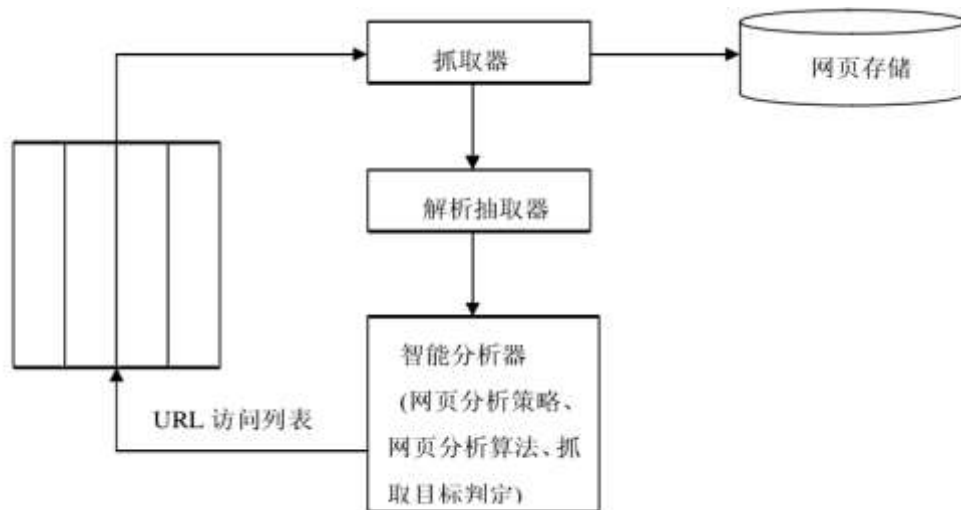 抓取器
网页存储
解析抽取器
智能分析器
(网页分析策略、
网页分析算法、抓
取目标判定)
URL 访问列表